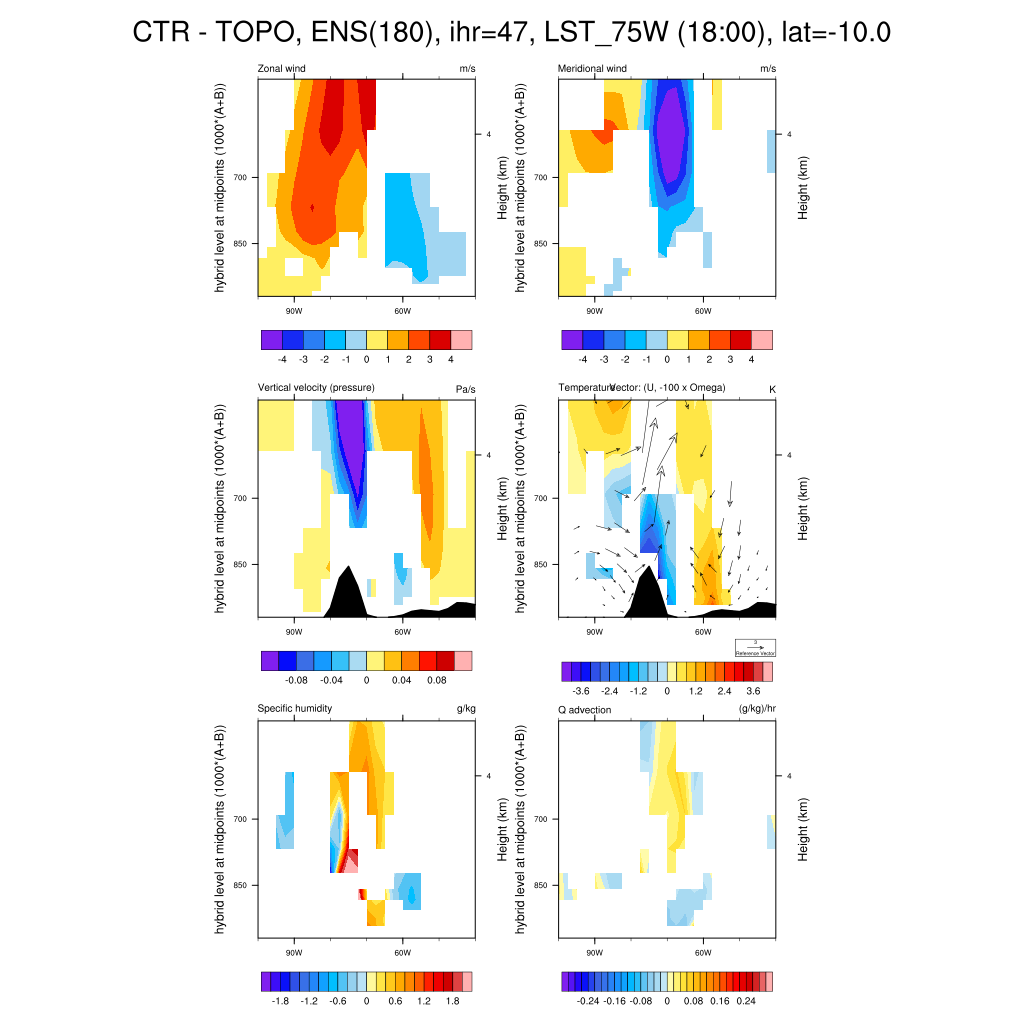 CTR - TOPO, ENS(180), ihr=47, LST_75W (18:00), lat=-10.0
Zonal wind m/s
hybrid level at midpoints (1000*(A+B))
700
850
4
Height (km)
90W 60W
-4 -3 -2 -1 0 1 2 3 4
Meridional wind m/s
hybrid level at midpoints (1000*(A+B))
700
850
4
Height (km)
90W 60W
-4 -3 -2 -1 0 1 2 3 4
Vertical velocity (pressure) Pa/s
hybrid level at midpoints (1000*(A+B))
700
850
4
Height (km)
90W 60W
-0.08 -0.04 0 0.04 0.08
Temperature Vector: (U, -100 x Omega) K
hybrid level at midpoints (1000*(A+B))
700
850
4
Height (km)
90W 60W
3
Reference Vector
-3.6 -2.4 -1.2 0 1.2 2.4 3.6
Specific humidity g/kg
hybrid level at midpoints (1000*(A+B))
700
850
4
Height (km)
90W 60W
-1.8 -1.2 -0.6 0 0.6 1.2 1.8
Q advection (g/kg)/hr
hybrid level at midpoints (1000*(A+B))
700
850
4
Height (km)
90W 60W
-0.24 -0.16 -0.08 0 0.08 0.16 0.24